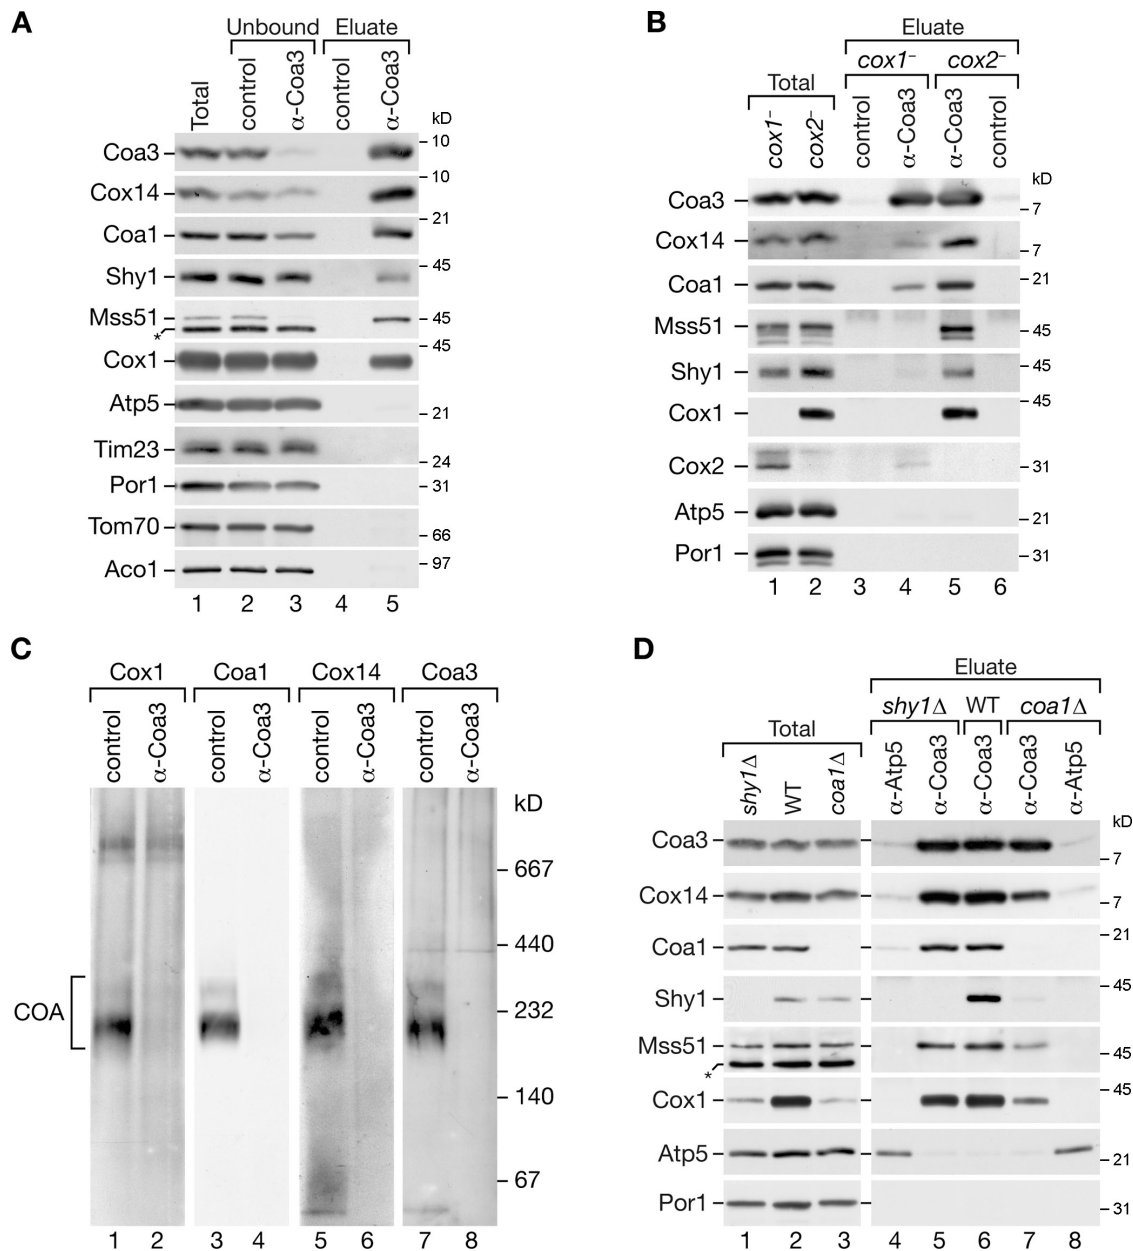 A
Unbound Eluate
Total control α-Coa3 control α-Coa3
kD
Coa3 10
Cox14 10
Coa1 21
Shy1 45
Mss51 45
*
Cox1 45
Atp5 21
Tim23 24
Por1 31
Tom70 66
Aco1 97
1 2 3 4 5
B
Eluate
cox1⁻ cox2⁻
Total
cox1⁻ cox2⁻ control α-Coa3 α-Coa3 control
kD
Coa3 7
Cox14 7
Coa1 21
Mss51 45
Shy1 45
Cox1 45
Cox2 31
Atp5 21
Por1 31
1 2 3 4 5 6
C
Cox1 Coa1 Cox14 Coa3
control α-Coa3 control α-Coa3 control α-Coa3 control α-Coa3
kD
667
440
COA 232
140
67
1 2 3 4 5 6 7 8
D
Eluate
shy1Δ WT coa1Δ
Total
shy1Δ WT coa1Δ α-Atp5 α-Coa3 α-Coa3 α-Coa3 α-Atp5
kD
Coa3 7
Cox14 7
Coa1 21
Shy1 45
Mss51 45
*
Cox1 45
Atp5 21
Por1 31
1 2 3 4 5 6 7 8